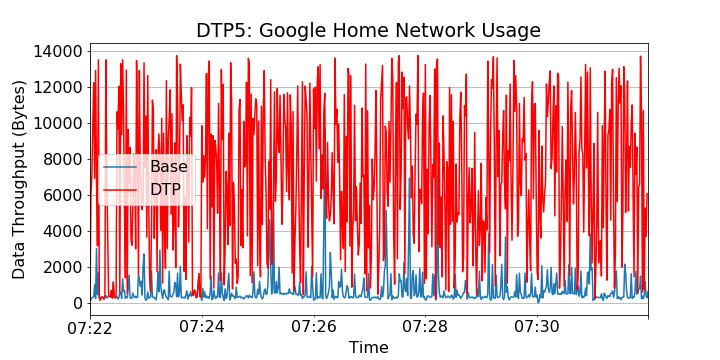 DTP5: Google Home Network Usage
14000
12000
10000
8000
6000
4000
2000
0
Data Throughput (Bytes)
Base
DTP
07:22
07:24
07:26
07:28
07:30
Time